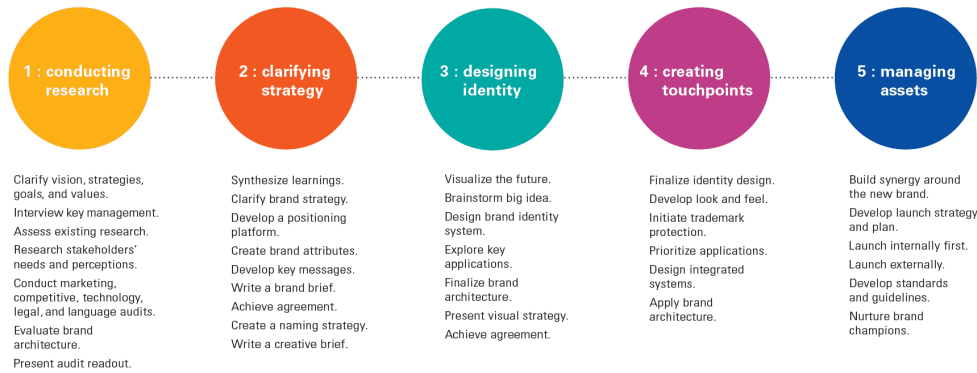 1 : conducting
research
2 : clarifying
strategy
3 : designing
identity
4 : creating
touchpoints
5 : managing
assets
Clarify vision, strategies,
goals, and values.
Interview key management.
Assess existing research.
Research stakeholders'
needs and perceptions.
Conduct marketing,
competitive, technology,
legal, and language audits.
Evaluate brand
architecture.
Present audit readout.
Synthesize learnings.
Clarify brand strategy.
Develop a positioning
platform.
Create brand attributes.
Develop key messages.
Write a brand brief.
Achieve agreement.
Create a naming strategy.
Write a creative brief.
Visualize the future.
Brainstorm big idea.
Design brand identity
system.
Explore key
applications.
Finalize brand
architecture.
Present visual strategy.
Achieve agreement.
Finalize identity design.
Develop look and feel.
Initiate trademark
protection.
Prioritize applications.
Design integrated
systems.
Apply brand
architecture.
Build synergy around
the new brand.
Develop launch strategy
and plan.
Launch internally first.
Launch externally.
Develop standards
and guidelines.
Nurture brand
champions.